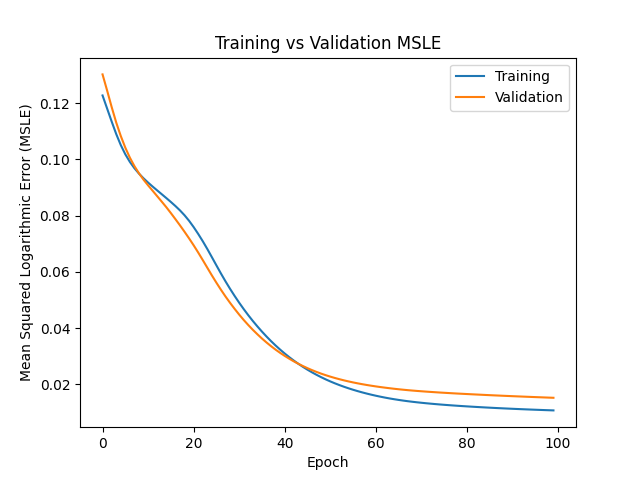 Training vs Validation MSLE
Training
Validation
Mean Squared Logarithmic Error (MSLE)
0.12
0.10
0.08
0.06
0.04
0.02
0 20 40 60 80 100
Epoch